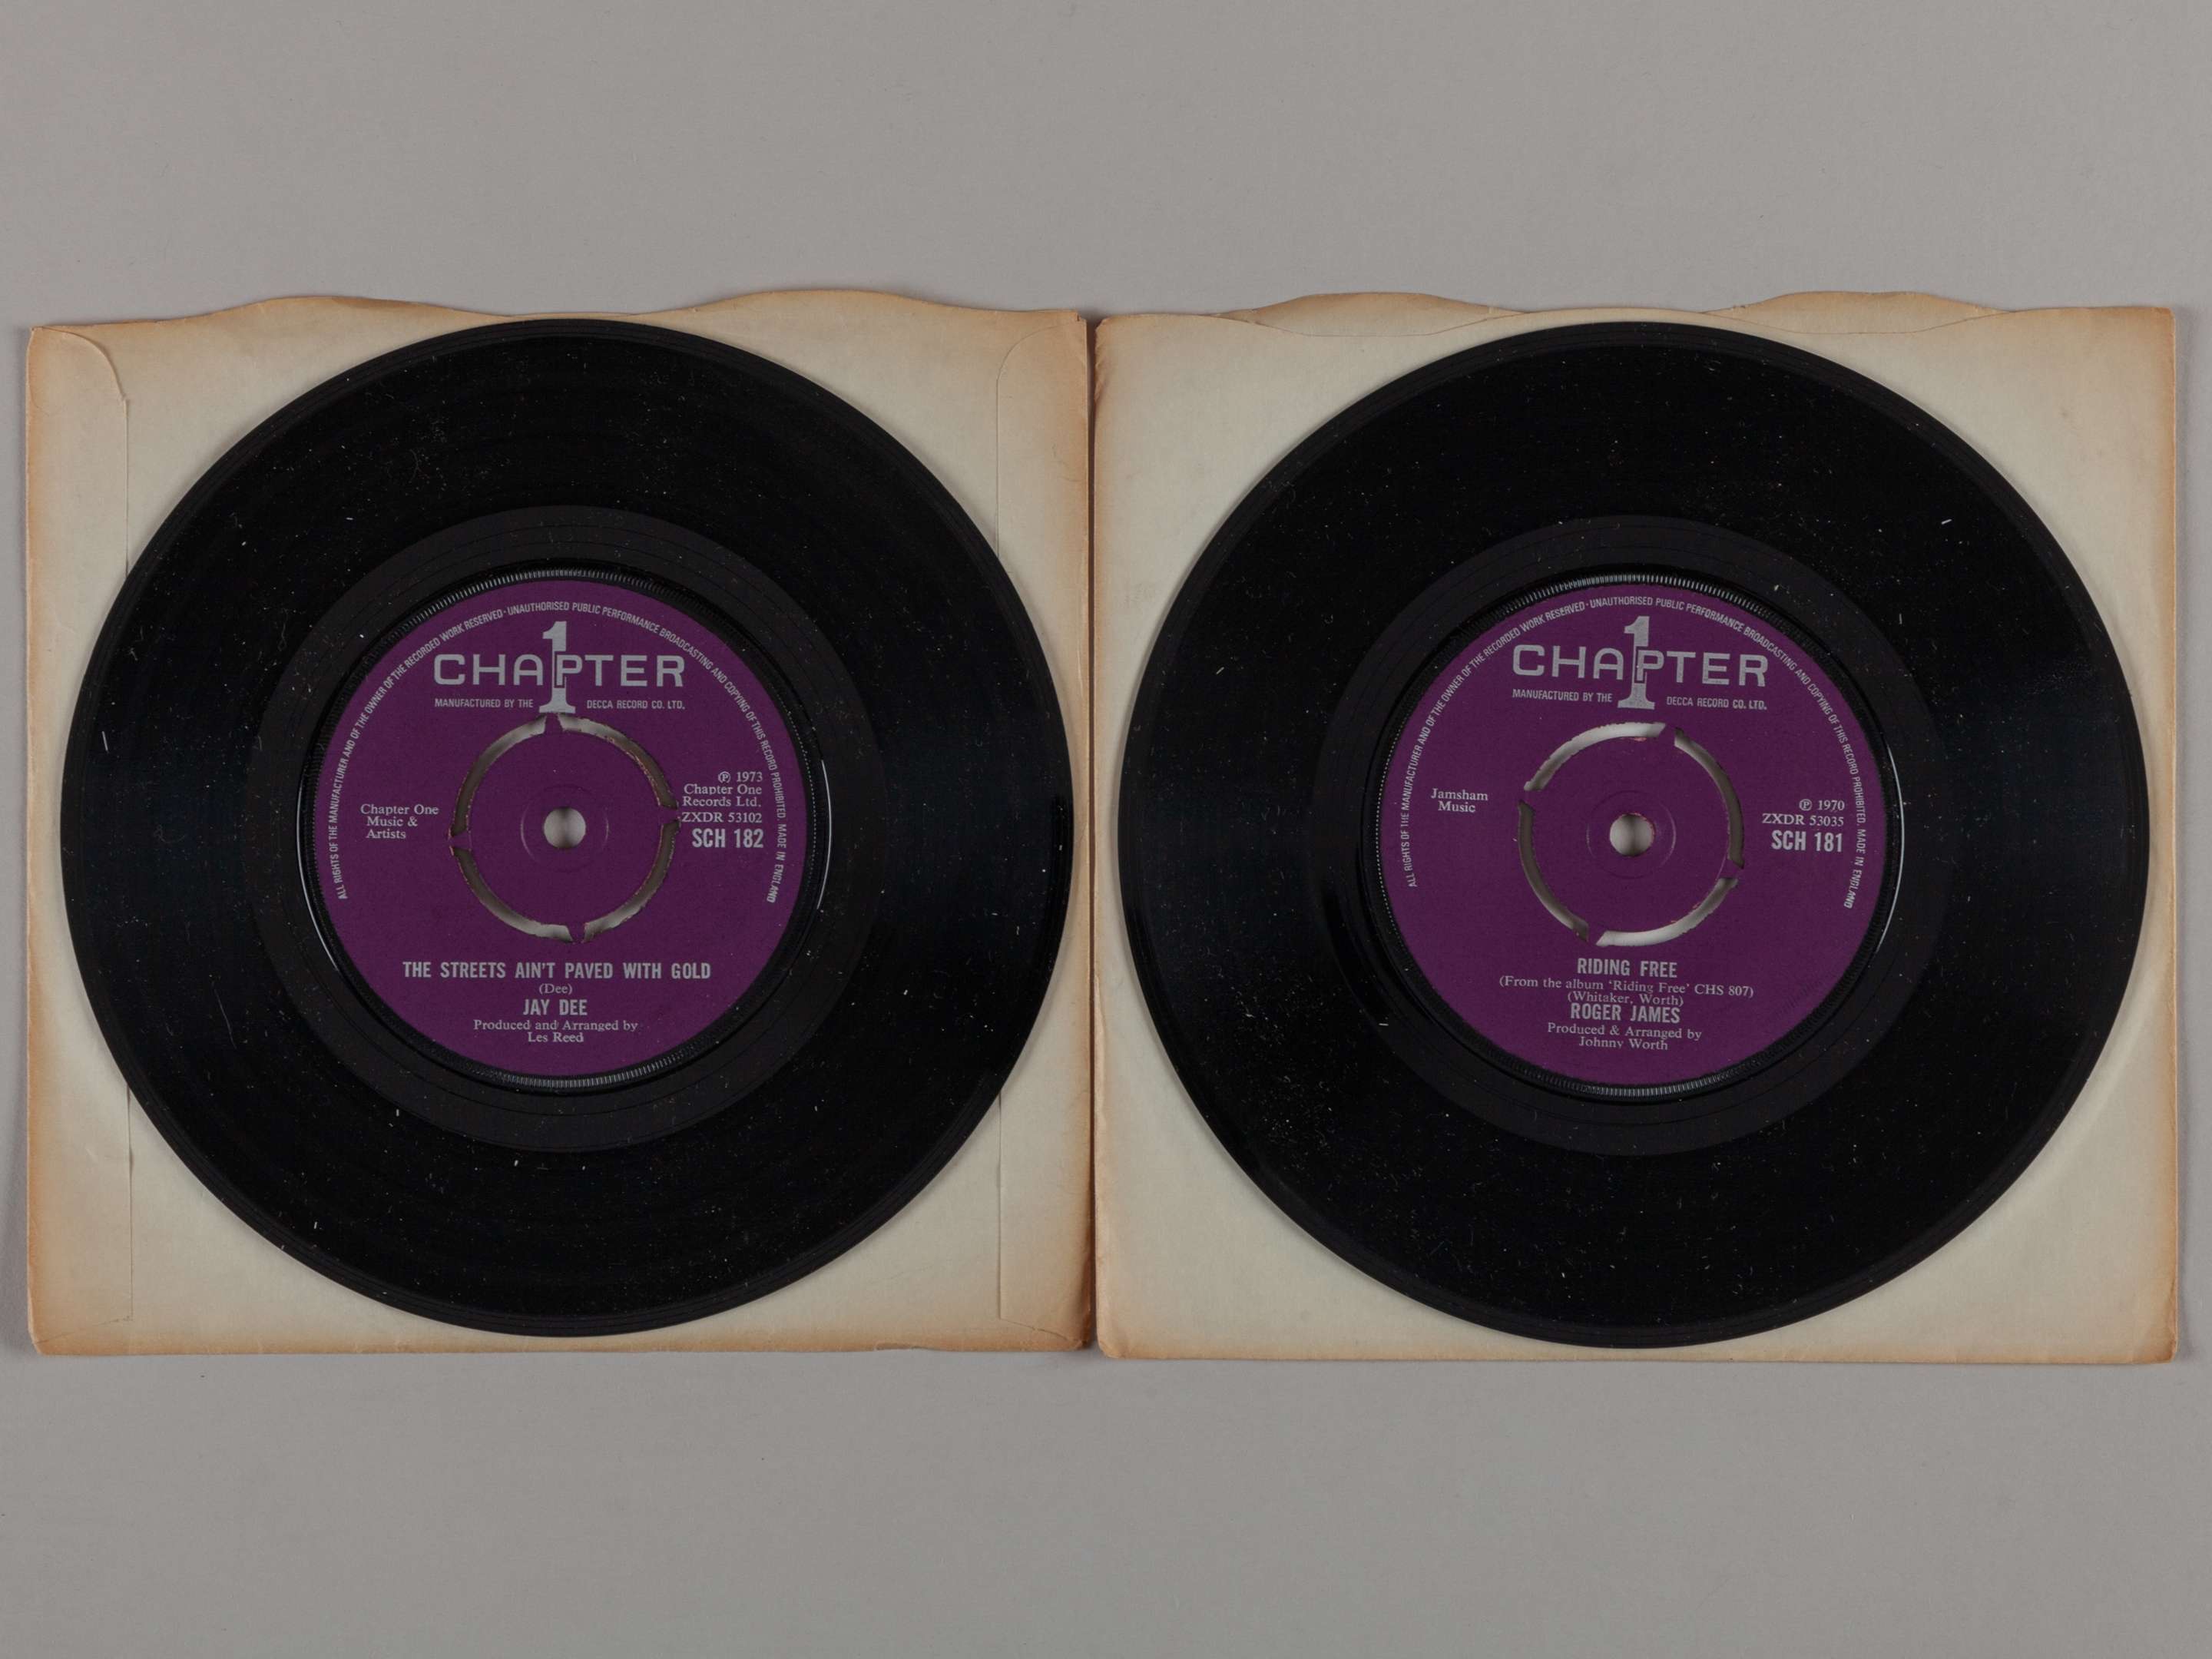 ALL RIGHTS OF THE MANUFACTURER AND OF THE OWNER OF THE RECORDED WORK RESERVED · UNAUTHORISED PUBLIC PERFORMANCE BROADCASTING AND COPYING OF THIS RECORD PROHIBITED. MADE IN ENGLAND
1
CHAPTER
MANUFACTURED BY THE DECCA RECORD CO. LTD.
Chapter One
Music &
Artists
℗ 1973
Chapter One
Records Ltd.
ZXDR 53102
SCH 182
THE STREETS AIN'T PAVED WITH GOLD
(Dee)
JAY DEE
Produced and Arranged by
Les Reed
ALL RIGHTS OF THE MANUFACTURER AND OF THE OWNER OF THE RECORDED WORK RESERVED · UNAUTHORISED PUBLIC PERFORMANCE BROADCASTING AND COPYING OF THIS RECORD PROHIBITED. MADE IN ENGLAND
1
CHAPTER
MANUFACTURED BY THE DECCA RECORD CO. LTD.
Jamsham
Music
℗ 1970
ZXDR 53035
SCH 181
RIDING FREE
(From the album 'Riding Free' CHS 807)
(Whitaker, Worth)
ROGER JAMES
Produced & Arranged by
Johnny Worth